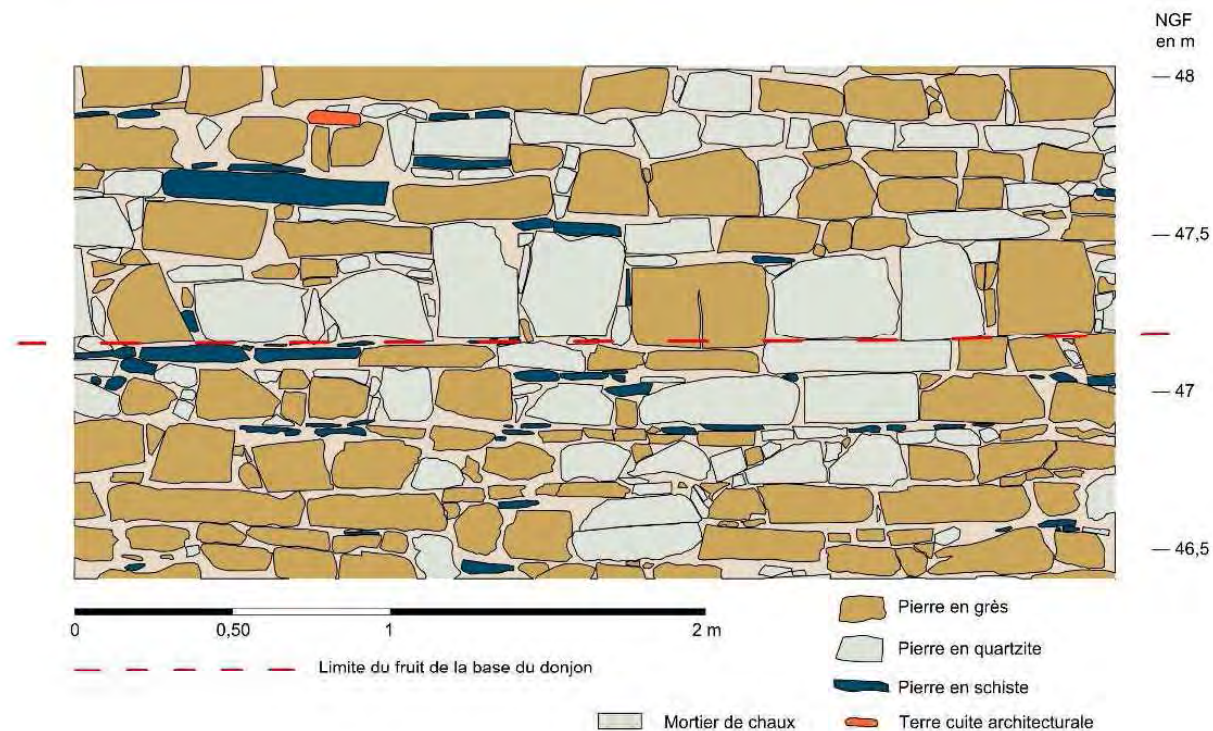 NGF
en m
— 48
— 47,5
— 47
— 46,5
0 0,50 1 2 m
Limite du fruit de la base du donjon
Pierre en grès
Pierre en quartzite
Pierre en schiste
Mortier de chaux
Terre cuite architecturale